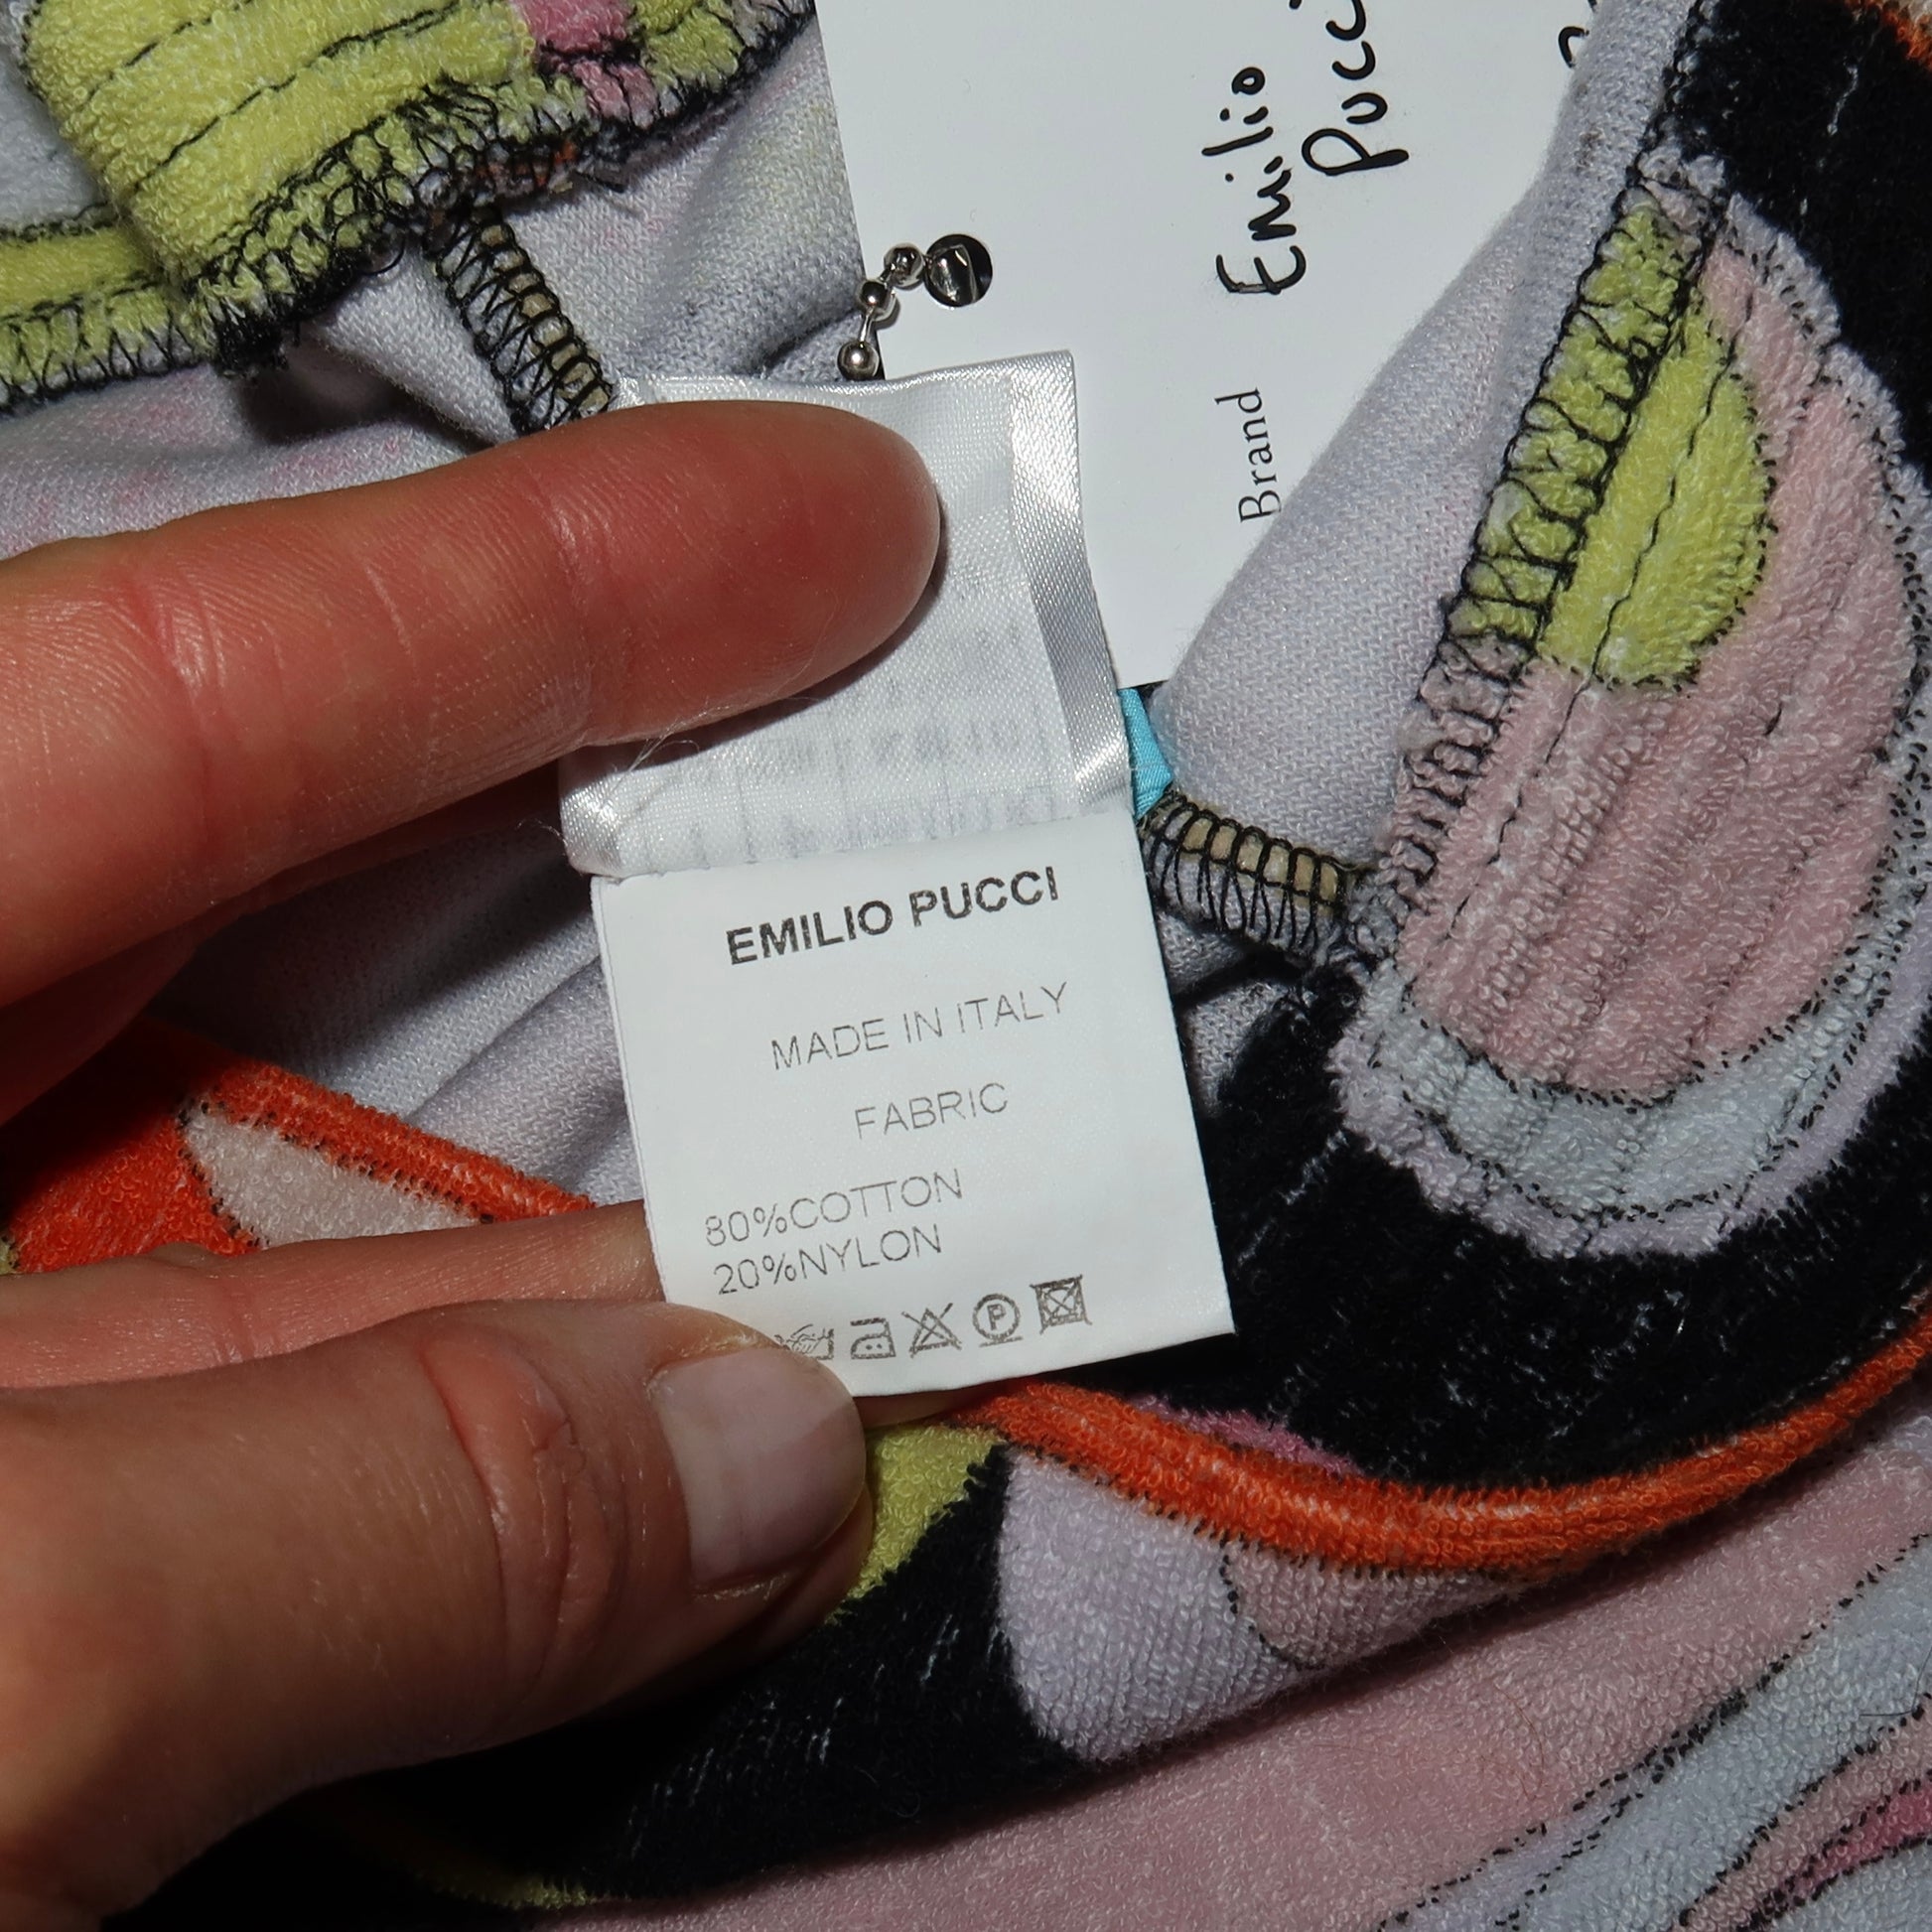 Emilio
Pucci
Brand
EMILIO PUCCI
MADE IN ITALY
FABRIC
80%COTTON
20%NYLON
P